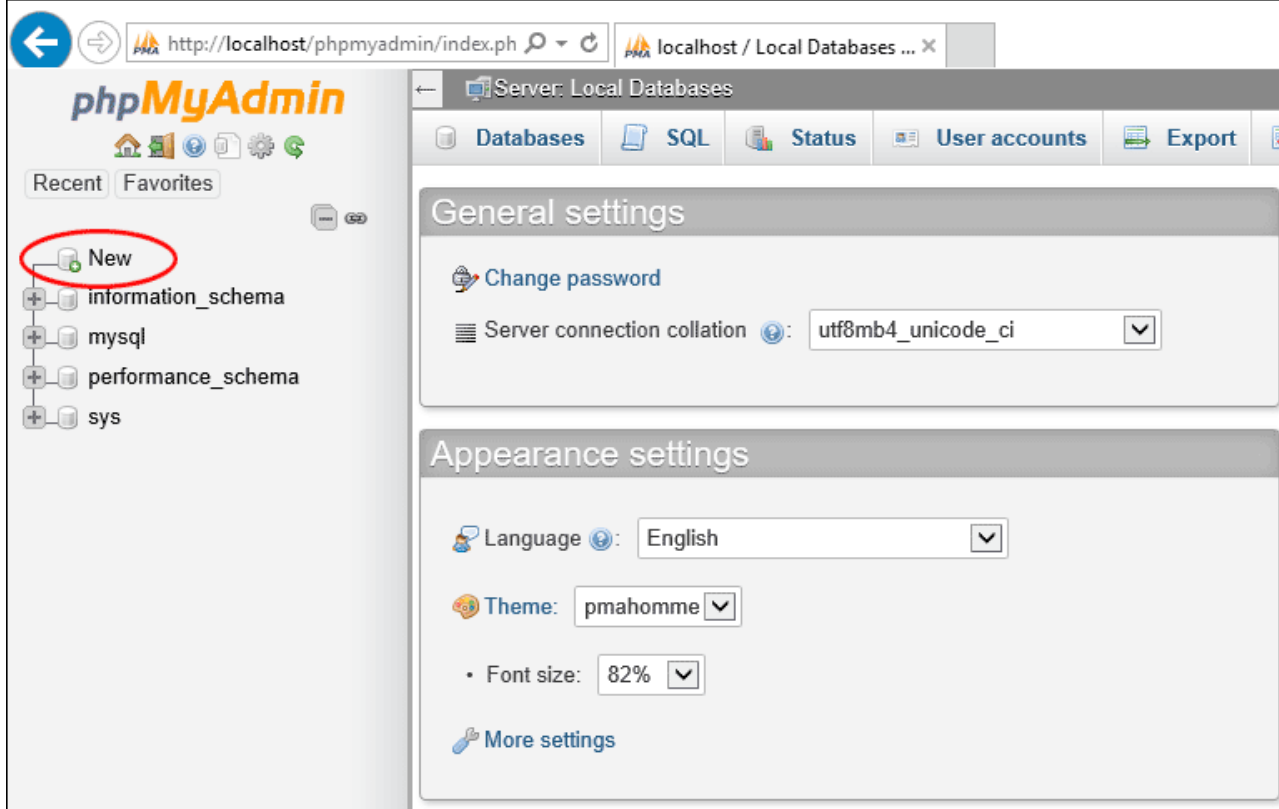 http://localhost/phpmyadmin/index.ph
PMA localhost / Local Databases ...
phpMyAdmin
Server: Local Databases
Databases SQL Status User accounts Export
Recent Favorites
General settings
New
Change password
information_schema
Server connection collation : utf8mb4_unicode_ci
mysql
performance_schema
sys
Appearance settings
Language : English
Theme: pmahomme
• Font size: 82%
More settings